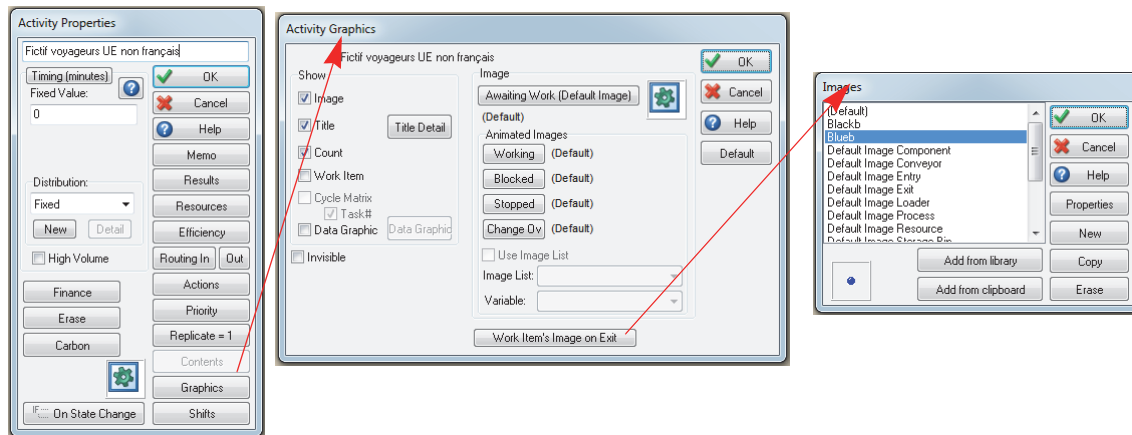 Activity Properties
Fictif voyageurs UE non français
Timing (minutes)
Fixed Value:
0
Distribution:
Fixed
New
Detail
High Volume
Finance
Erase
Carbon
IF
On State Change
OK
Cancel
Help
Memo
Results
Resources
Efficiency
Routing In
Out
Actions
Priority
Replicate = 1
Contents
Graphics
Shifts
Activity Graphics
Fictif voyageurs UE non français
Show
Image
Title
Title Detail
Count
Work Item
Cycle Matrix
Task#
Data Graphic
Data Graphic
Invisible
Image
Awaiting Work (Default Image)
(Default)
Animated Images
Working
(Default)
Blocked
(Default)
Stopped
(Default)
Change Ov
(Default)
Use Image List
Image List:
Variable:
Work Item's Image on Exit
OK
Cancel
Help
Default
Images
(Default)
Blackb
Blueb
Default Image Component
Default Image Conveyor
Default Image Entry
Default Image Exit
Default Image Loader
Default Image Process
Default Image Resource
Default Image Storage Bin
Add from library
Add from clipboard
OK
Cancel
Help
Properties
New
Copy
Erase